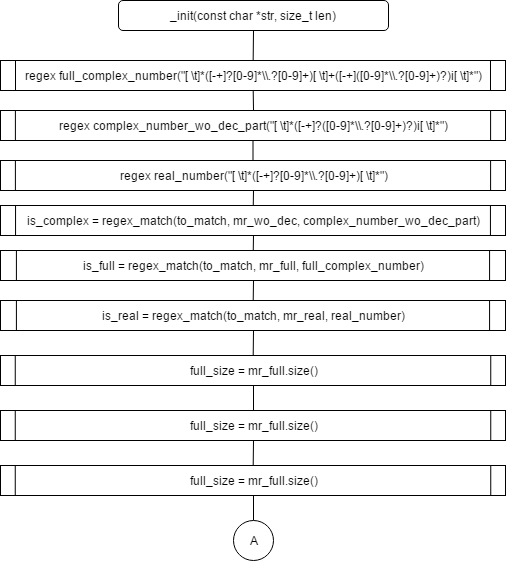 _init(const char *str, size_t len)
regex full_complex_number("[ \t]*([-+]?[0-9]*\\.?[0-9]+)[ \t]+([-+]([0-9]*\\.?[0-9]+)?)i[ \t]*")
regex complex_number_wo_dec_part("[ \t]*([-+]?([0-9]*\\.?[0-9]+)?)i[ \t]*")
regex real_number("[ \t]*([-+]?[0-9]*\\.?[0-9]+)[ \t]*")
is_complex = regex_match(to_match, mr_wo_dec, complex_number_wo_dec_part)
is_full = regex_match(to_match, mr_full, full_complex_number)
is_real = regex_match(to_match, mr_real, real_number)
full_size = mr_full.size()
full_size = mr_full.size()
full_size = mr_full.size()
A